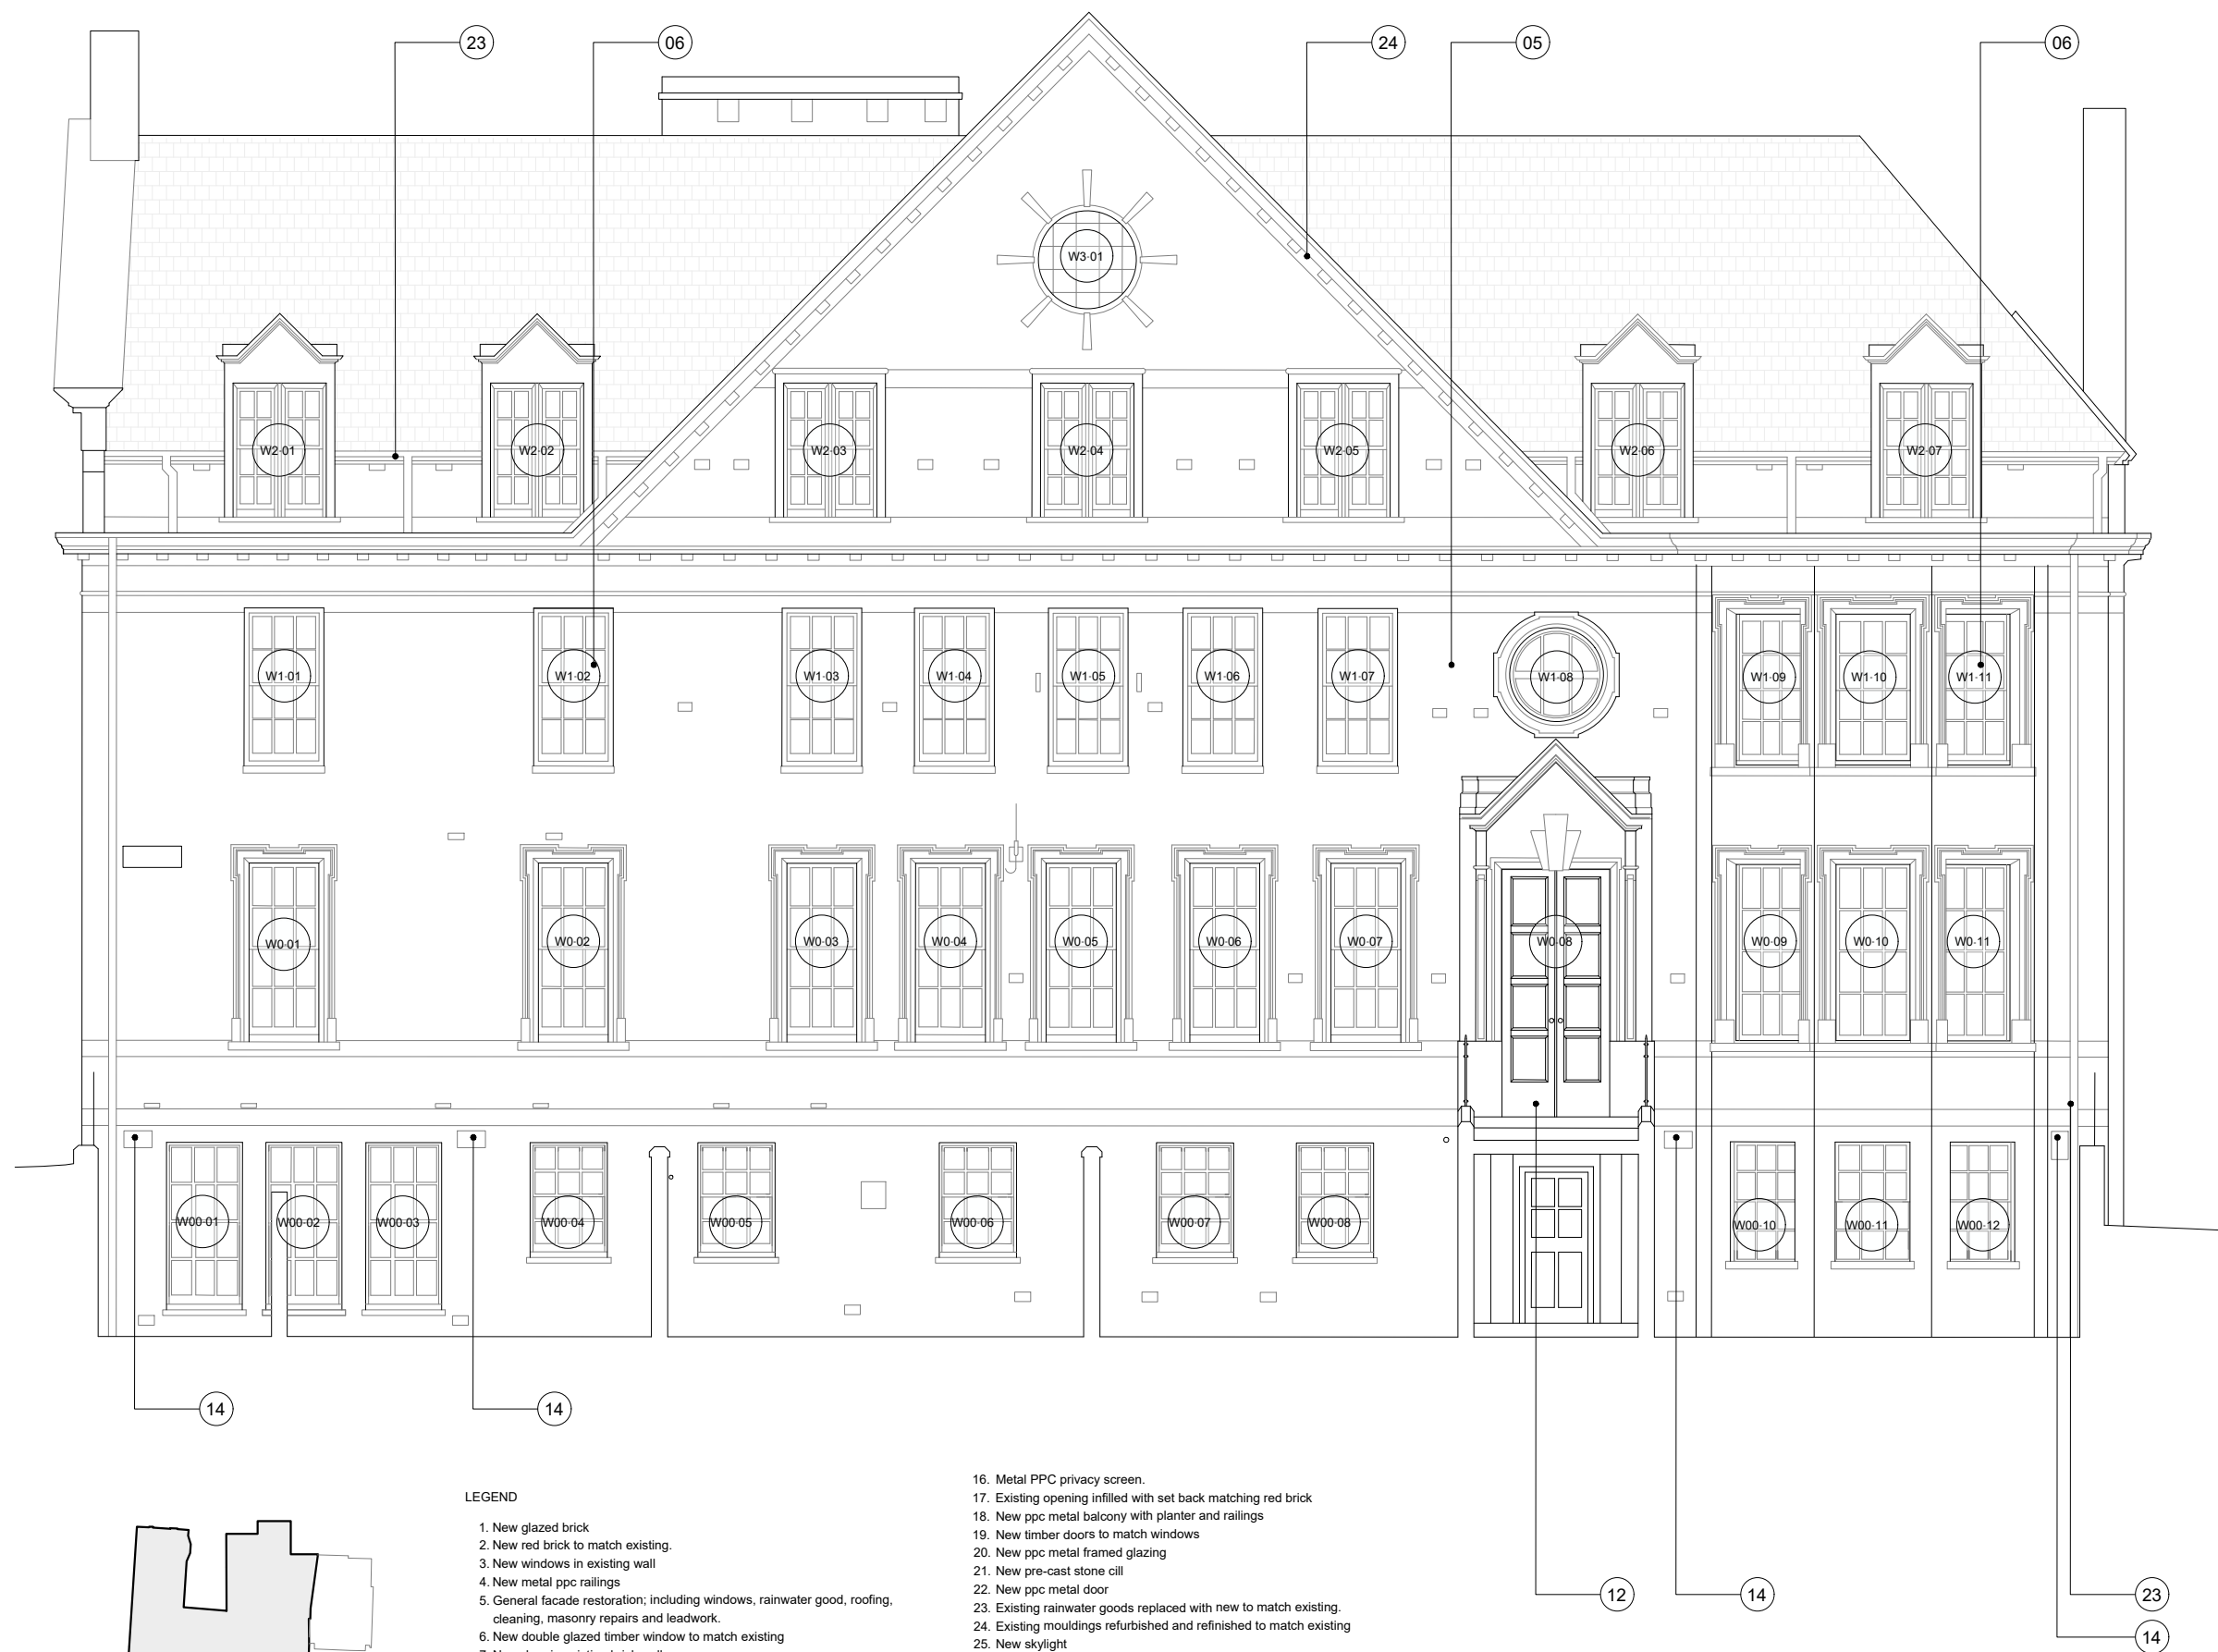 23
06
24
05
06
W3-01
W2-01
W2-02
W2-03
W2-04
W2-05
W2-06
W2-07
W1-01
W1-02
W1-03
W1-04
W1-05
W1-06
W1-07
W1-08
W1-09
W1-10
W1-11
W0-01
W0-02
W0-03
W0-04
W0-05
W0-06
W0-07
W0-08
W0-09
W0-10
W0-11
W00-01
W00-02
W00-03
W00-04
W00-05
W00-06
W00-07
W00-08
W00-10
W00-11
W00-12
14
14
12
14
23
14
LEGEND
1. New glazed brick
2. New red brick to match existing.
3. New windows in existing wall
4. New metal ppc railings
5. General facade restoration; including windows, rainwater good, roofing,
cleaning, masonry repairs and leadwork.
6. New double glazed timber window to match existing
16. Metal PPC privacy screen.
17. Existing opening infilled with set back matching red brick
18. New ppc metal balcony with planter and railings
19. New timber doors to match windows
20. New ppc metal framed glazing
21. New pre-cast stone cill
22. New ppc metal door
23. Existing rainwater goods replaced with new to match existing.
24. Existing mouldings refurbished and refinished to match existing
25. New skylight